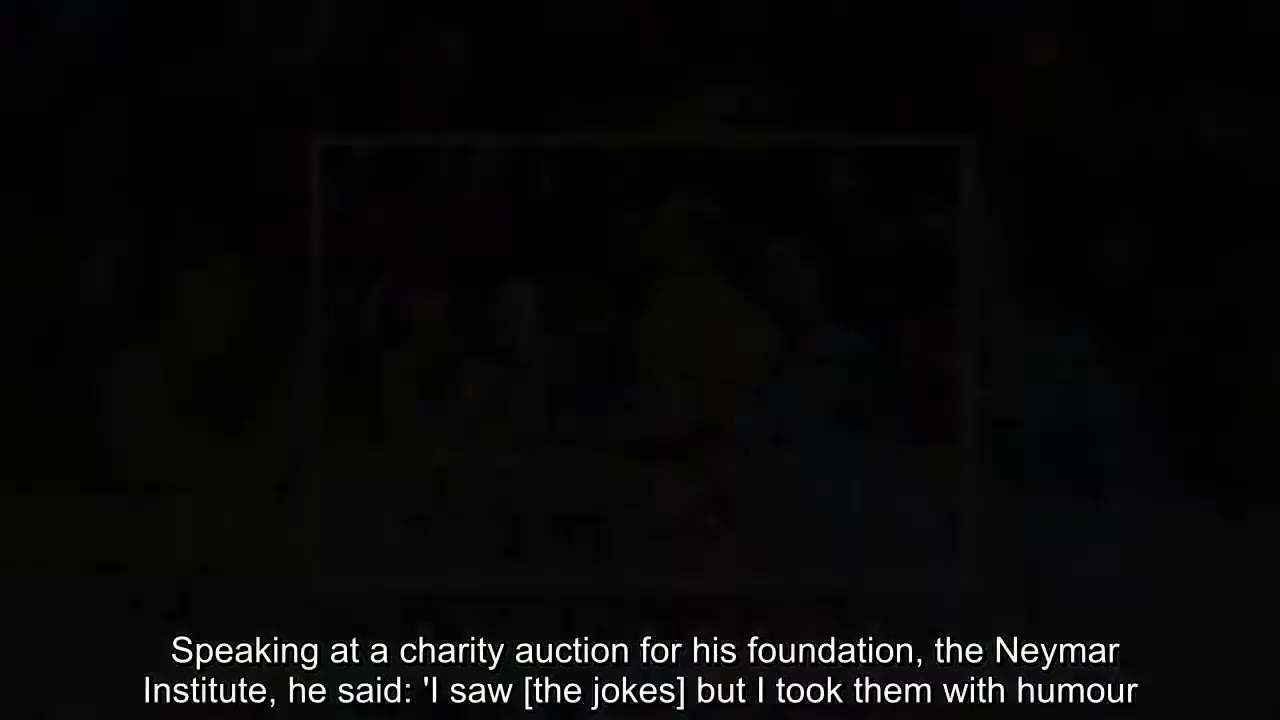 Speaking at a charity auction for his foundation, the Neymar
Institute, he said: 'I saw [the jokes] but I took them with humour